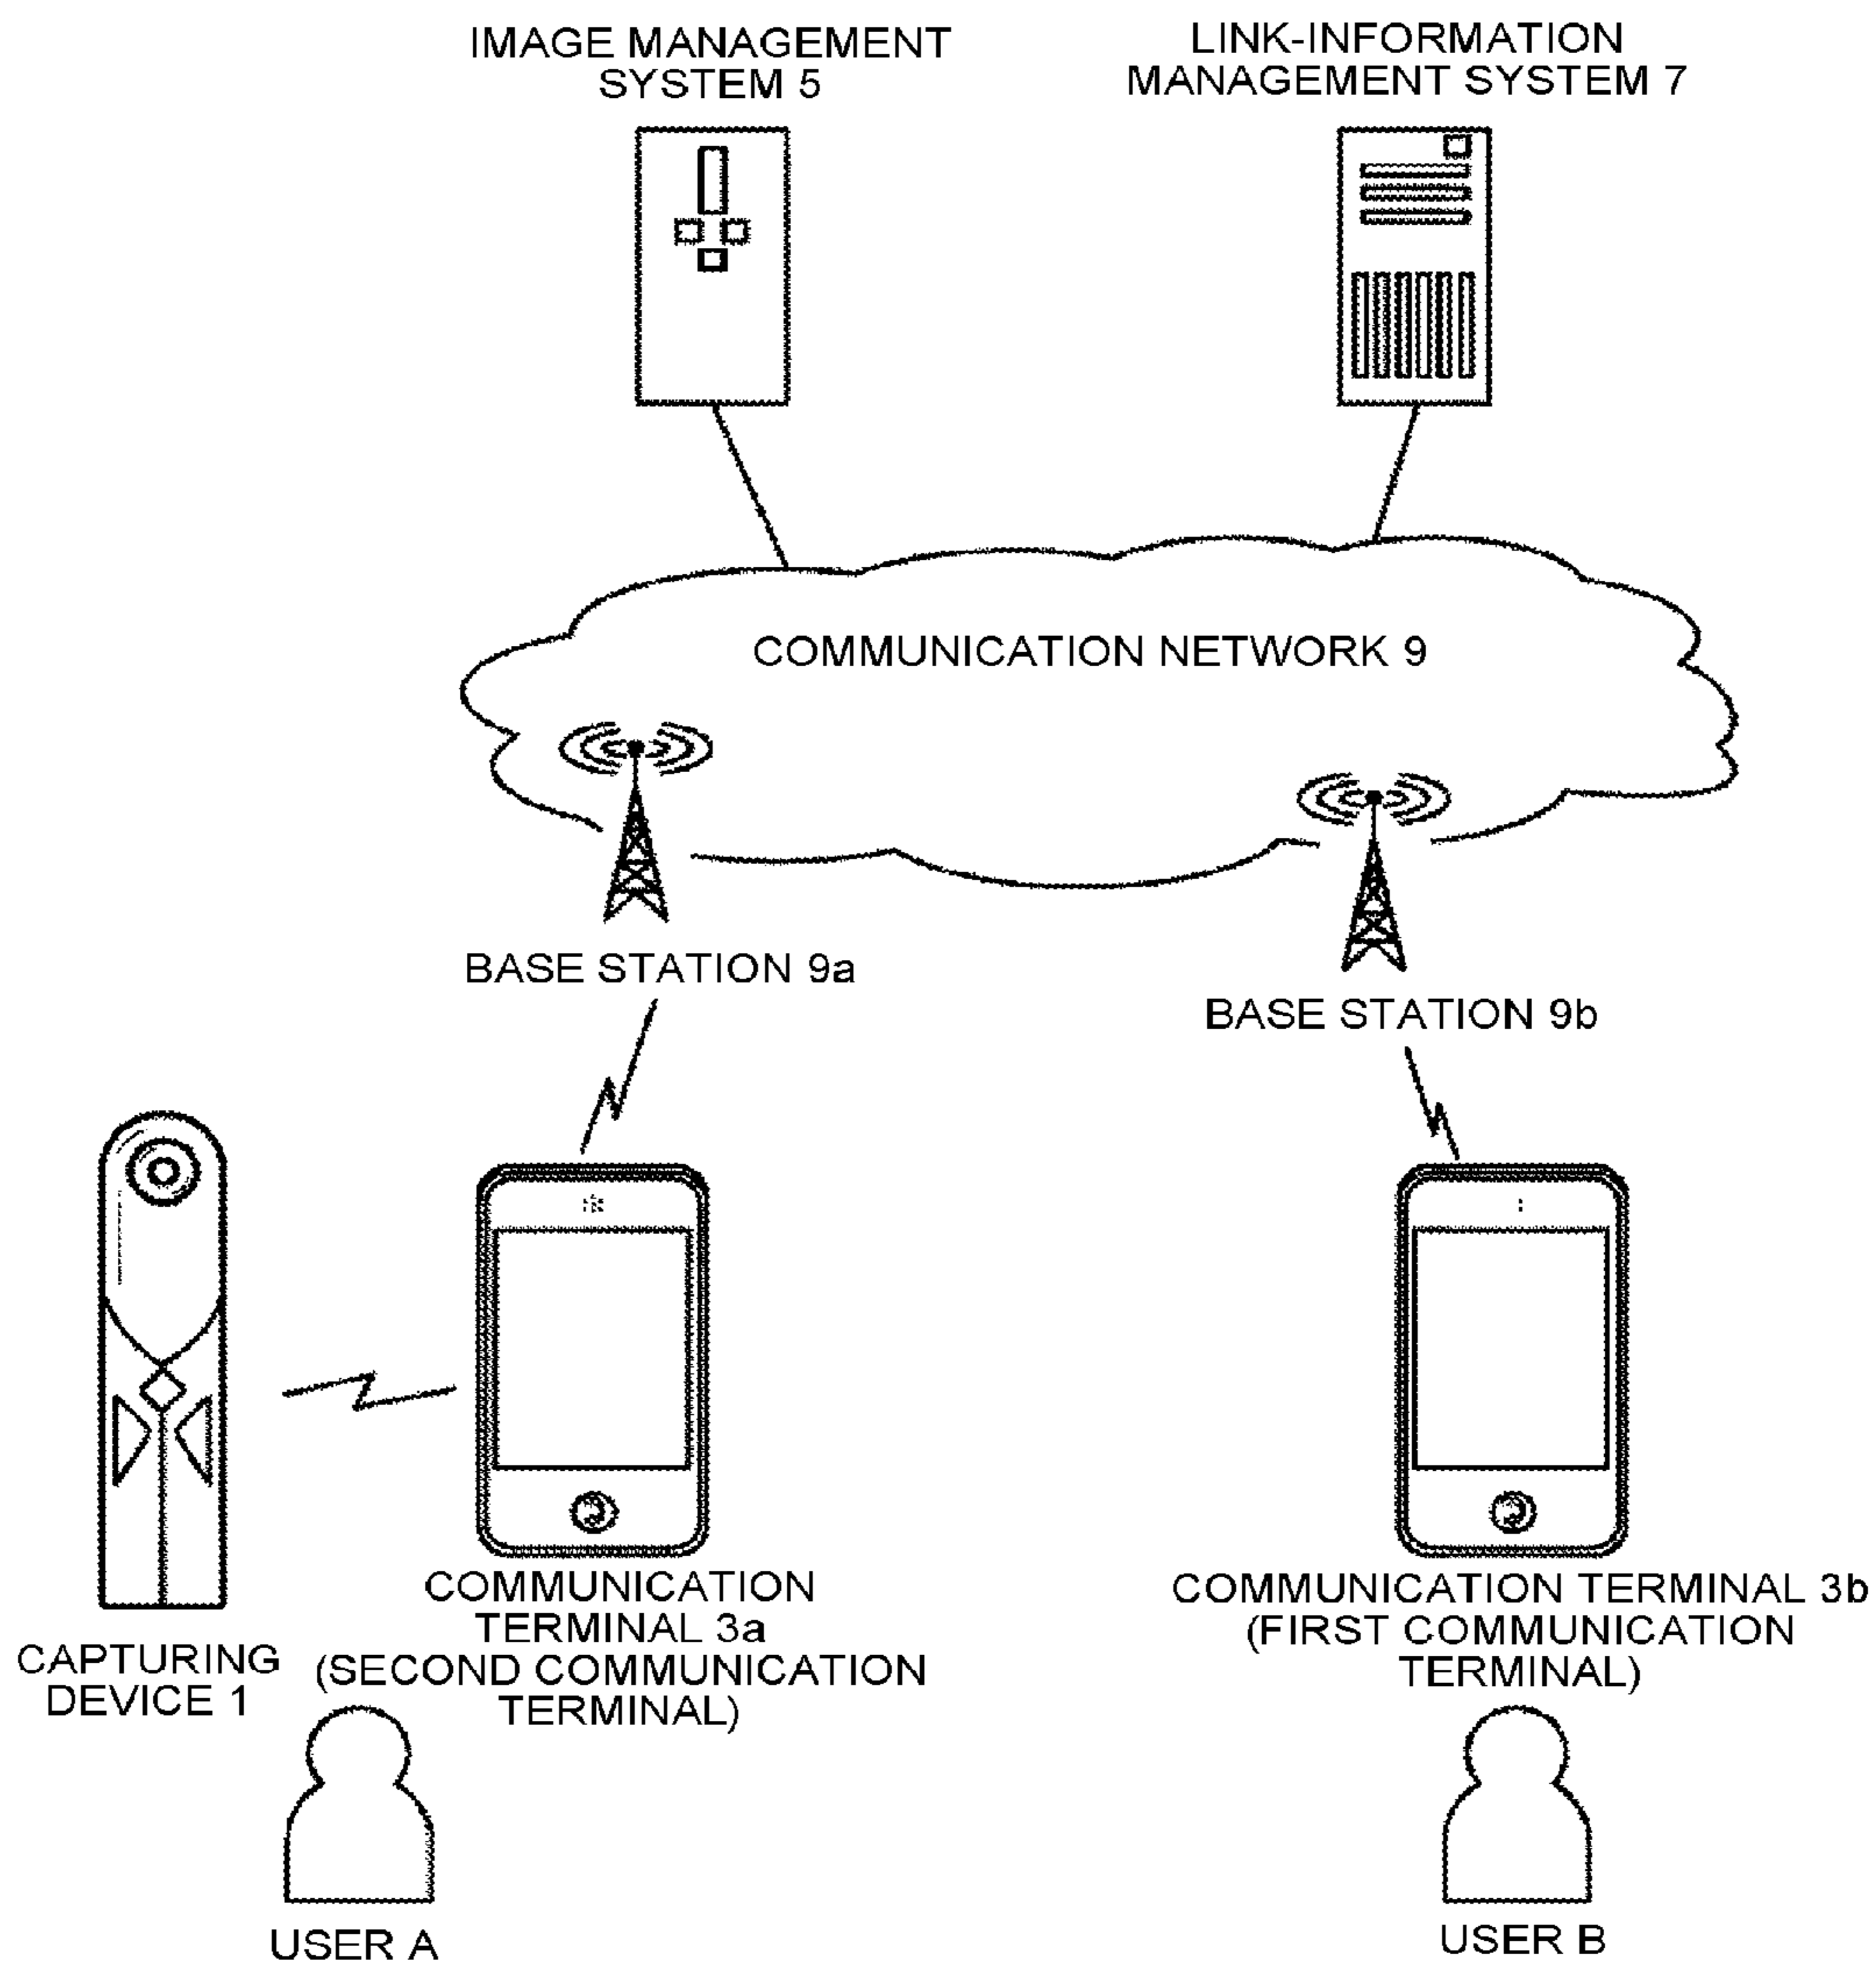 IMAGE MANAGEMENT
SYSTEM 5
LINK-INFORMATION
MANAGEMENT SYSTEM 7
COMMUNICATION NETWORK 9
BASE STATION 9a
BASE STATION 9b
CAPTURING
DEVICE 1
COMMUNICATION
TERMINAL 3a
(SECOND COMMUNICATION
TERMINAL)
COMMUNICATION TERMINAL 3b
(FIRST COMMUNICATION
TERMINAL)
USER A
USER B